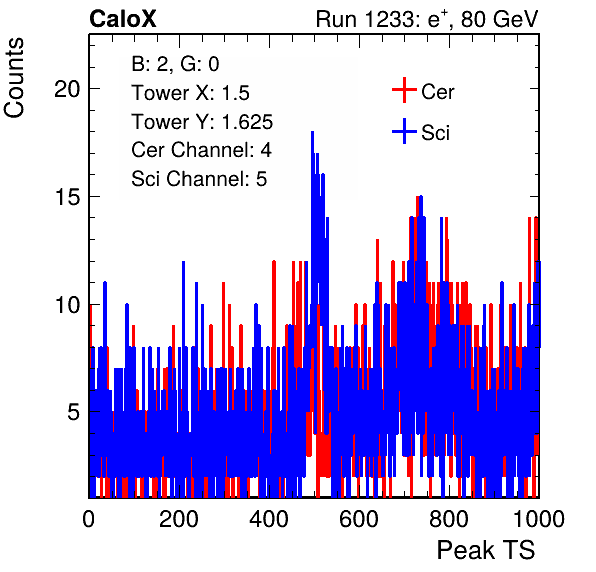 CaloX Run 1233: e⁺, 80 GeV
Counts
B: 2, G: 0
Tower X: 1.5
Tower Y: 1.625
Cer Channel: 4
Sci Channel: 5
Cer
Sci
20
15
10
5
0 200 400 600 800 1000
Peak TS